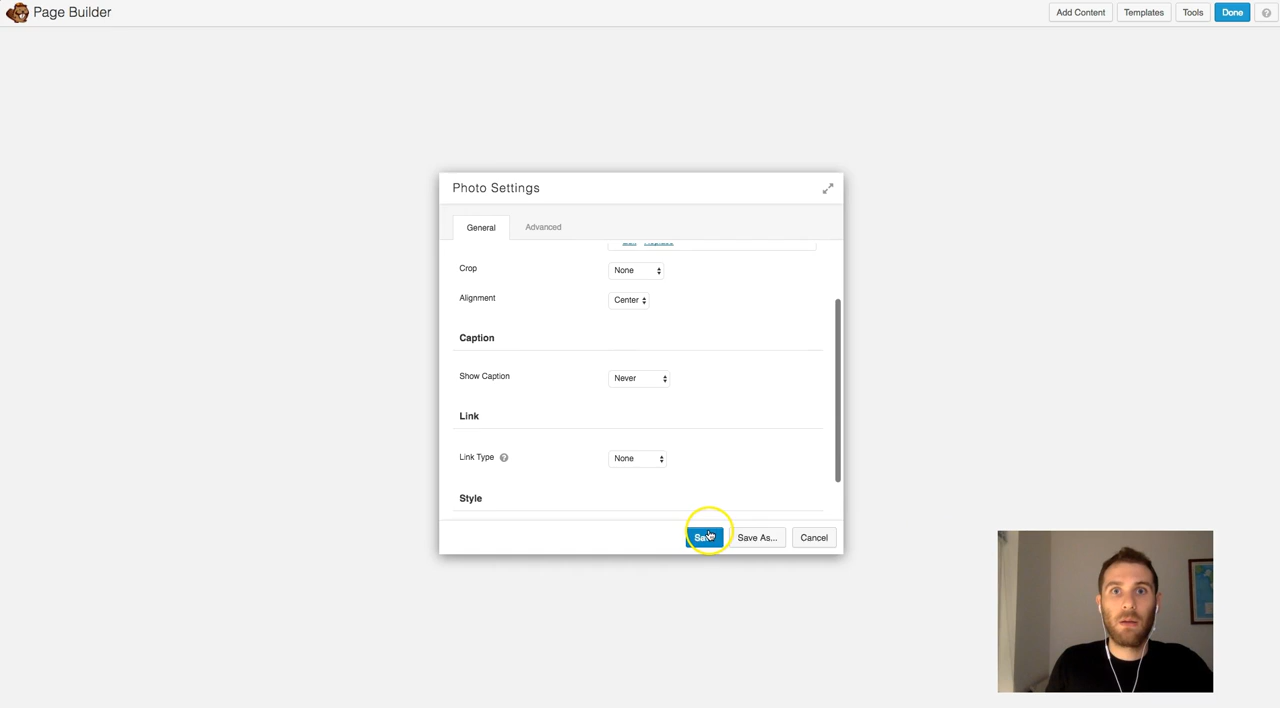 Page Builder
Add Content
Templates
Tools
Done
?
Photo Settings
General
Advanced
Crop
None
Alignment
Center
Caption
Show Caption
Never
Link
Link Type ?
None
Style
Save
Save As...
Cancel